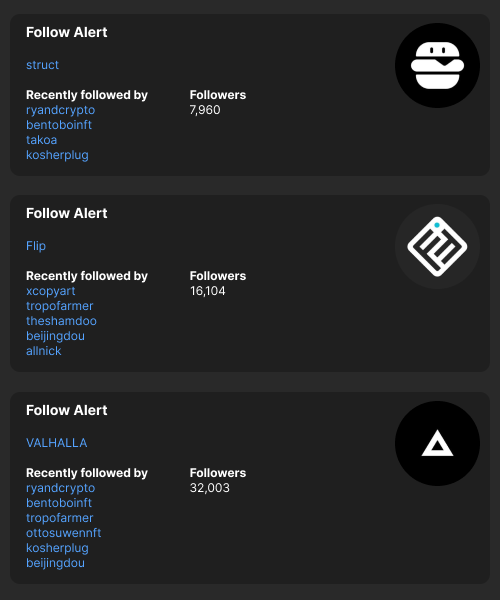 Follow Alert
struct
Recently followed by Followers
ryandcrypto 7,960
bentoboinft
takoa
kosherplug
Follow Alert
Flip
Recently followed by Followers
xcopyart 16,104
tropofarmer
theshamdoo
beijingdou
allnick
Follow Alert
VALHALLA
Recently followed by Followers
ryandcrypto 32,003
bentoboinft
tropofarmer
ottosuwennft
kosherplug
beijingdou